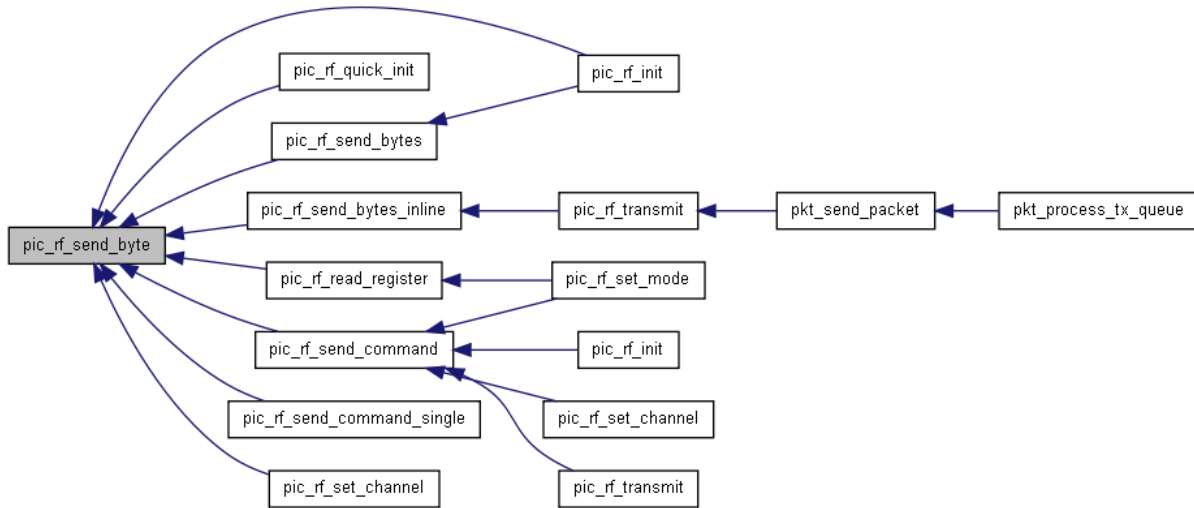 pic_rf_quick_init
pic_rf_init
pic_rf_send_bytes
pic_rf_send_bytes_inline
pic_rf_transmit
pkt_send_packet
pkt_process_tx_queue
pic_rf_send_byte
pic_rf_read_register
pic_rf_set_mode
pic_rf_send_command
pic_rf_init
pic_rf_send_command_single
pic_rf_set_channel
pic_rf_set_channel
pic_rf_transmit